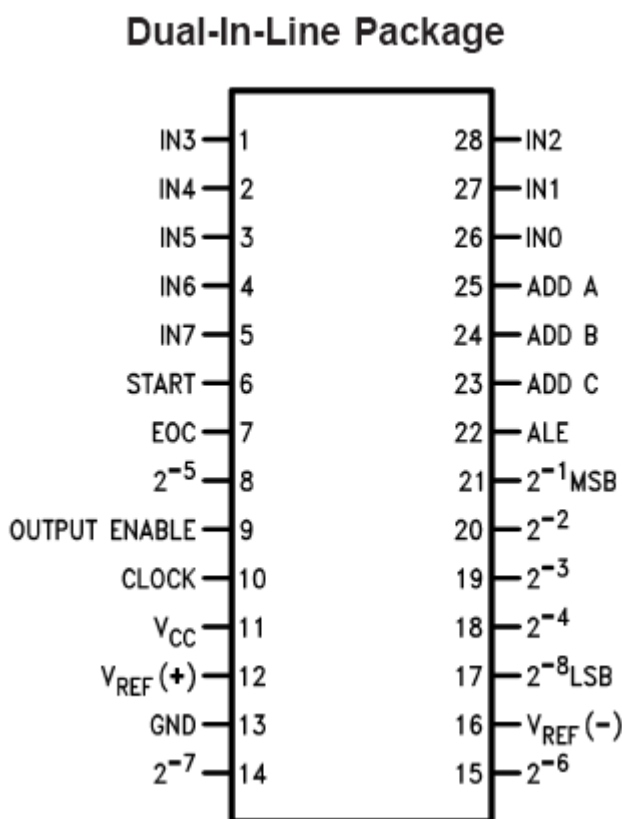 Dual-In-Line Package
IN3 1 28 IN2
IN4 2 27 IN1
IN5 3 26 IN0
IN6 4 25 ADD A
IN7 5 24 ADD B
START 6 23 ADD C
EOC 7 22 ALE
2⁻⁵ 8 21 2⁻¹MSB
OUTPUT ENABLE 9 20 2⁻²
CLOCK 10 19 2⁻³
V_CC 11 18 2⁻⁴
V_REF(+) 12 17 2⁻⁸LSB
GND 13 16 V_REF(−)
2⁻⁷ 14 15 2⁻⁶